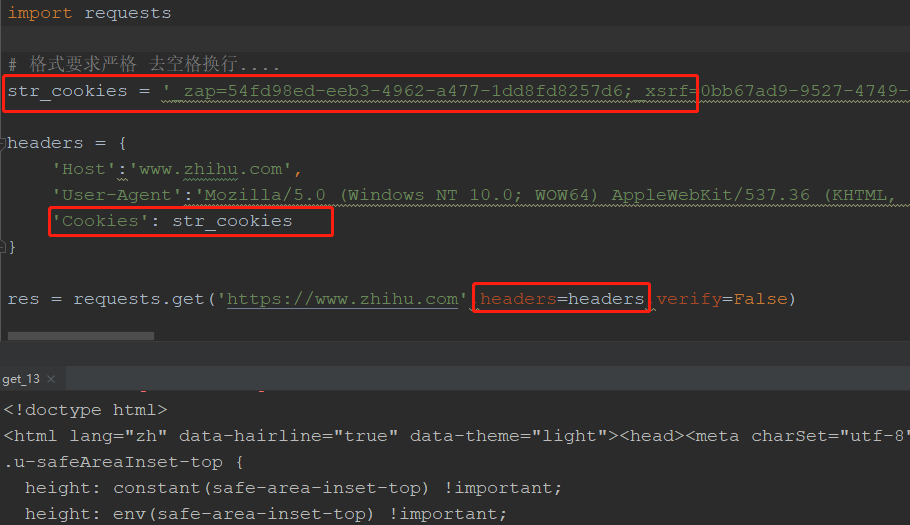 import requests
# 格式要求严格 去空格换行....
str_cookies = '_zap=54fd98ed-eeb3-4962-a477-1dd8fd8257d6; _xsrf=0bb67ad9-9527-4749-
headers = {
'Host':'www.zhihu.com',
'User-Agent':'Mozilla/5.0 (Windows NT 10.0; WOW64) AppleWebKit/537.36 (KHTML,
'Cookies': str_cookies
}
res = requests.get('https://www.zhihu.com', headers=headers, verify=False)
get_13
<!doctype html>
<html lang="zh" data-hairline="true" data-theme="light"><head><meta charSet="utf-8"
.u-safeAreaInset-top {
height: constant(safe-area-inset-top) !important;
height: env(safe-area-inset-top) !important;